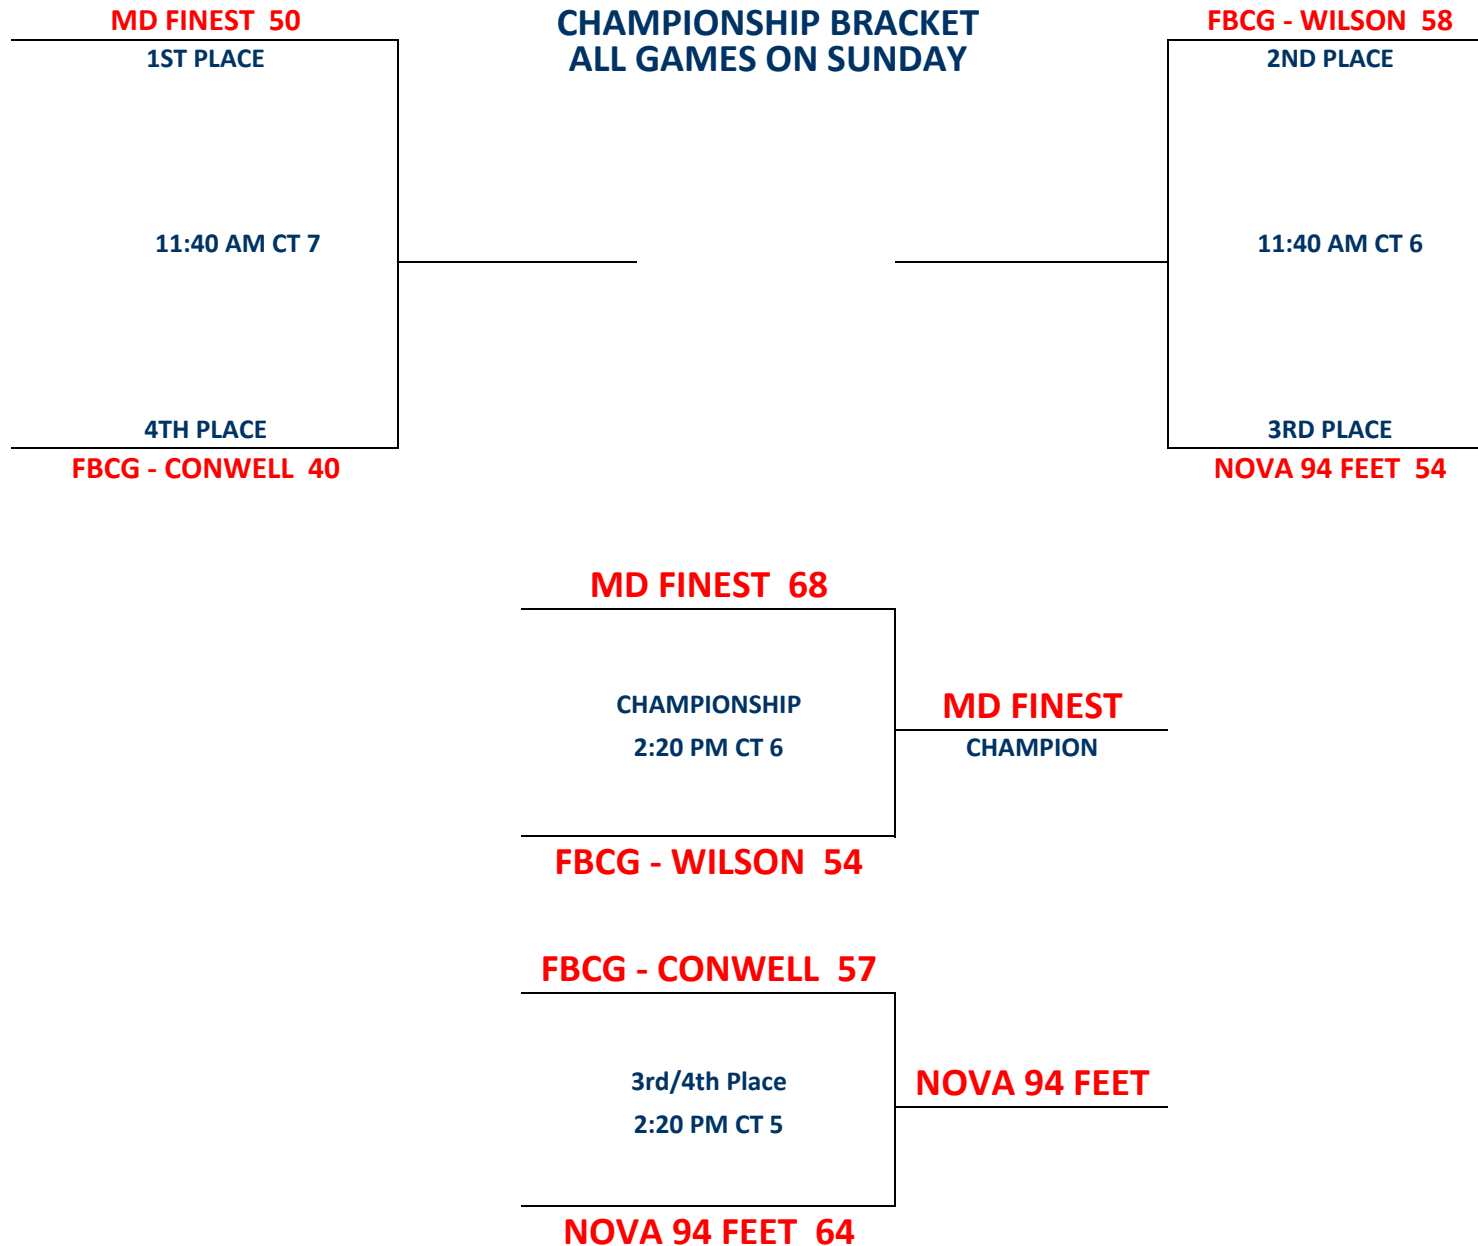 MD FINEST 50
CHAMPIONSHIP BRACKET
FBCG - WILSON 58
1ST PLACE
ALL GAMES ON SUNDAY
2ND PLACE
11:40 AM CT 7
11:40 AM CT 6
4TH PLACE
3RD PLACE
FBCG - CONWELL 40
NOVA 94 FEET 54
MD FINEST 68
CHAMPIONSHIP
MD FINEST
2:20 PM CT 6
CHAMPION
FBCG - WILSON 54
FBCG - CONWELL 57
3rd/4th Place
NOVA 94 FEET
2:20 PM CT 5
NOVA 94 FEET 64